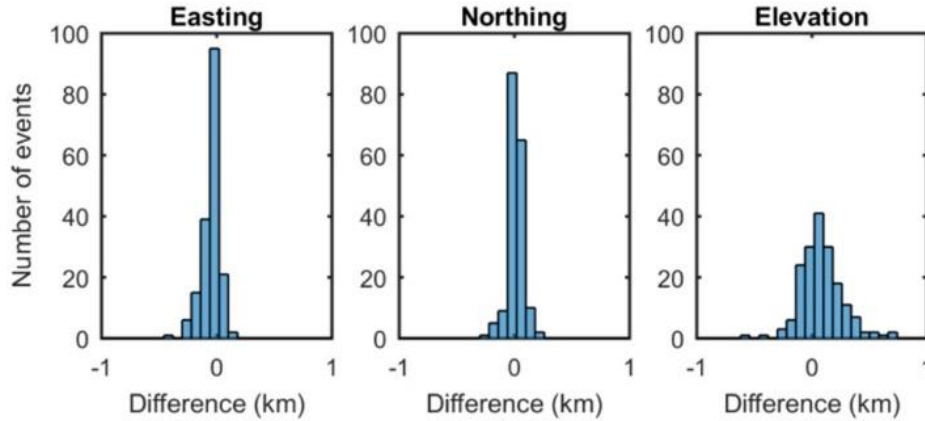 Easting Northing Elevation
100 100 100
80 80 80
60 60 60
40 40 40
20 20 20
0 0 0
-1 0 1 -1 0 1 -1 0 1
Difference (km) Difference (km) Difference (km)
Number of events